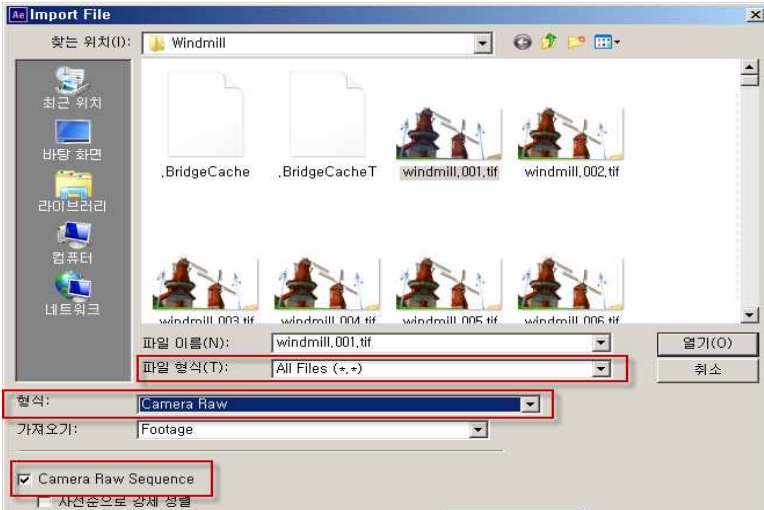 Ae Import File
찾는 위치(I): Windmill
최근 위치
바탕 화면
라이브러리
컴퓨터
네트워크
.BridgeCache
.BridgeCacheT
windmill.001.tif
windmill.002.tif
windmill.003.tif
windmill.004.tif
windmill.005.tif
windmill.006.tif
파일 이름(N): windmill.001.tif 열기(O)
파일 형식(T): All Files (*.*) 취소
형식: Camera Raw
가져오기: Footage
Camera Raw Sequence
사전순으로 강제 정렬